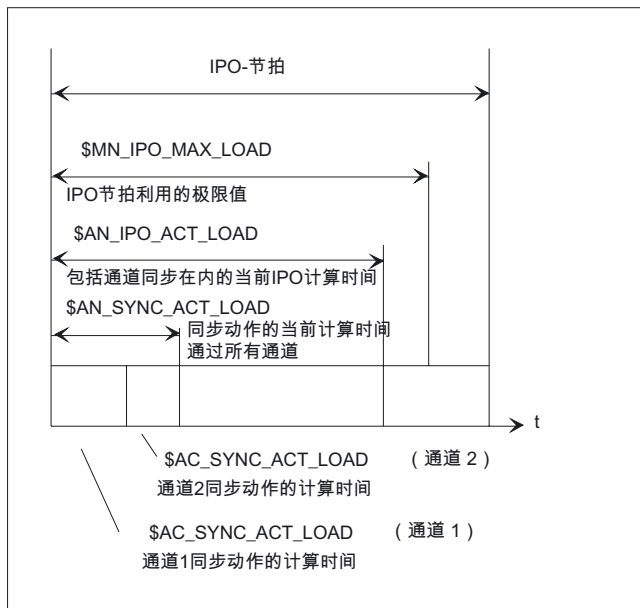 IPO-节拍
$MN_IPO_MAX_LOAD
IPO节拍利用的极限值
$AN_IPO_ACT_LOAD
包括通道同步在内的当前IPO计算时间
$AN_SYNC_ACT_LOAD
同步动作的当前计算时间
通过所有通道
t
$AC_SYNC_ACT_LOAD （通道 2）
通道2同步动作的计算时间
$AC_SYNC_ACT_LOAD （通道 1）
通道1同步动作的计算时间